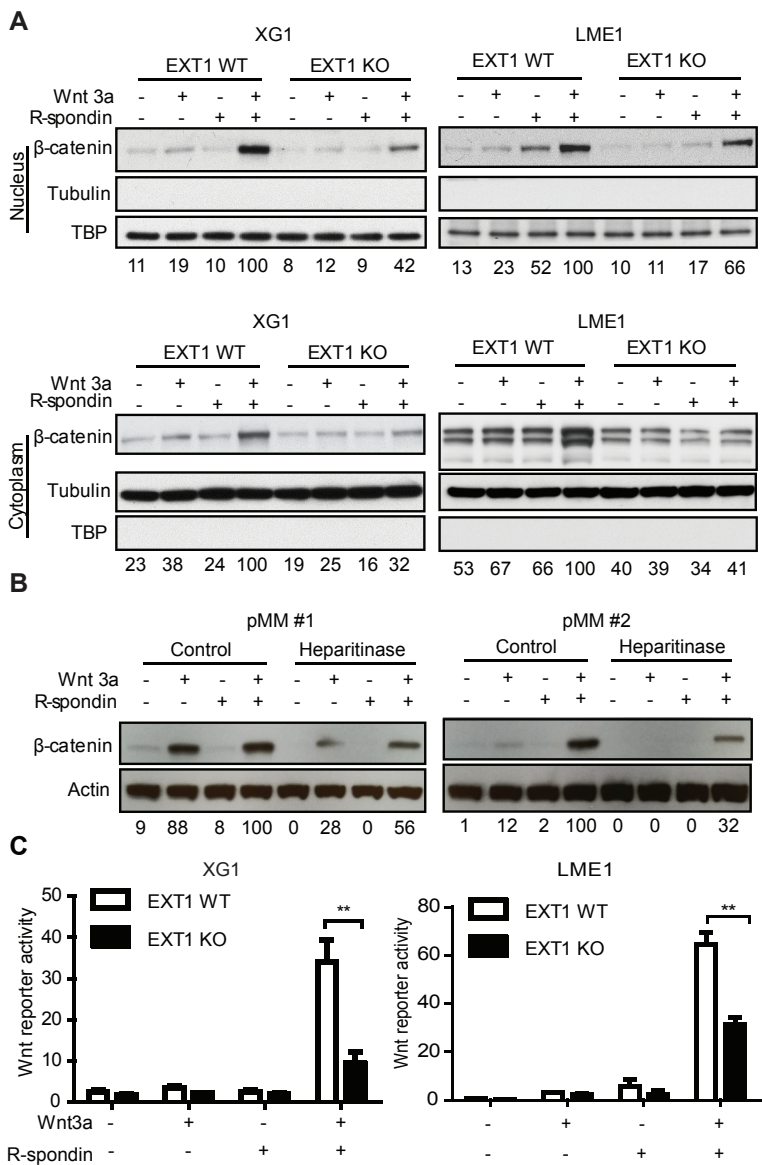 A
XG1 LME1
EXT1 WT EXT1 KO EXT1 WT EXT1 KO
Wnt 3a - + - + - + - + - + - + - + - +
R-spondin - - + + - - + + - - + + - - + +
Nucleus
β-catenin
Tubulin
TBP
11 19 10 100 8 12 9 42 13 23 52 100 10 11 17 66
XG1 LME1
EXT1 WT EXT1 KO EXT1 WT EXT1 KO
Wnt 3a - + - + - + - + - + - + - + - +
R-spondin - - + + - - + + - - + + - - + +
Cytoplasm
β-catenin
Tubulin
TBP
23 38 24 100 19 25 16 32 53 67 66 100 40 39 34 41
B
pMM #1 pMM #2
Control Heparitinase Control Heparitinase
Wnt 3a - + - + - + - + - + - + - + - +
R-spondin - - + + - - + + - - + + - - + +
β-catenin
Actin
9 88 8 100 0 28 0 56 1 12 2 100 0 0 0 32
C
XG1
Wnt reporter activity
50
40
30
20
10
0
EXT1 WT
EXT1 KO
**
Wnt3a - + - +
R-spondin - - + +
LME1
Wnt reporter activity
80
60
40
20
0
EXT1 WT
EXT1 KO
**
- + - +
- - + +